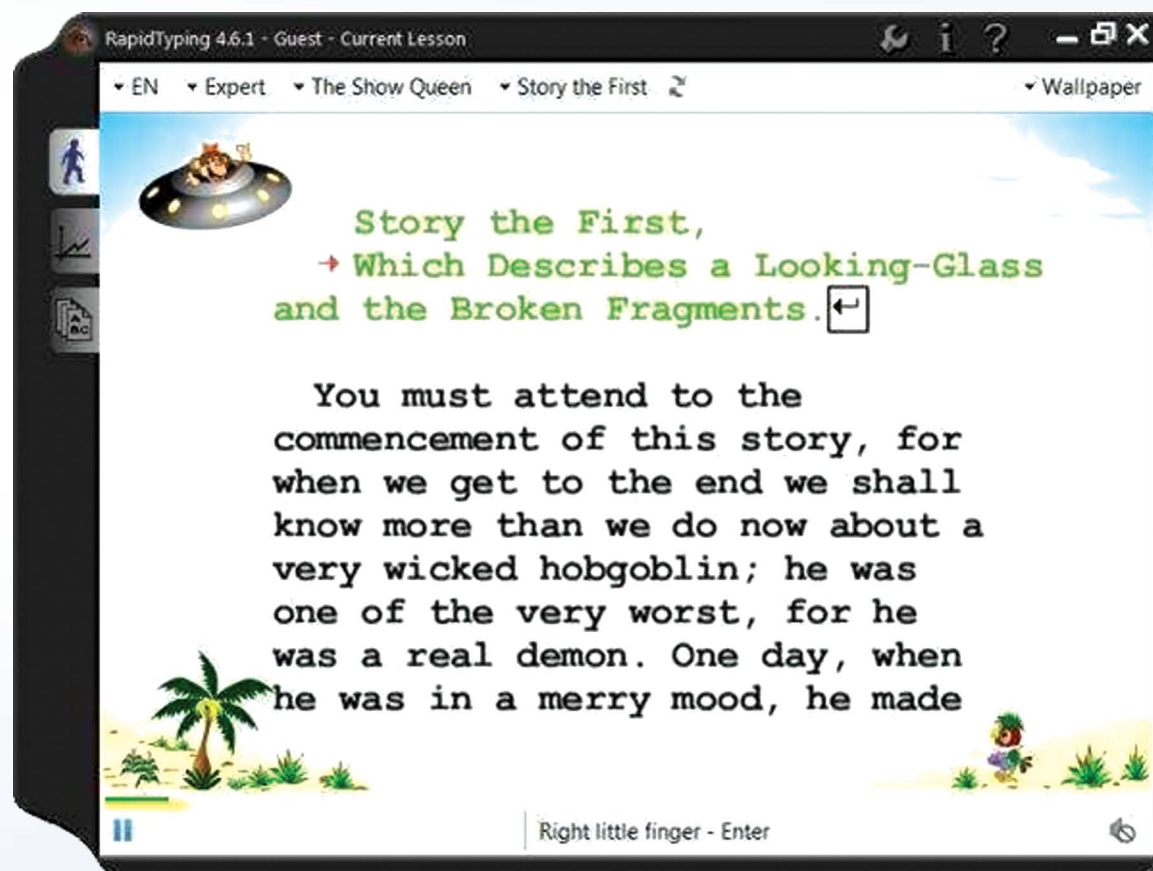 RapidTyping 4.6.1 - Guest - Current Lesson
EN Expert The Show Queen Story the First Wallpaper
Story the First,
→ Which Describes a Looking-Glass
and the Broken Fragments.
You must attend to the
commencement of this story, for
when we get to the end we shall
know more than we do now about a
very wicked hobgoblin; he was
one of the very worst, for he
was a real demon. One day, when
he was in a merry mood, he made
Right little finger - Enter